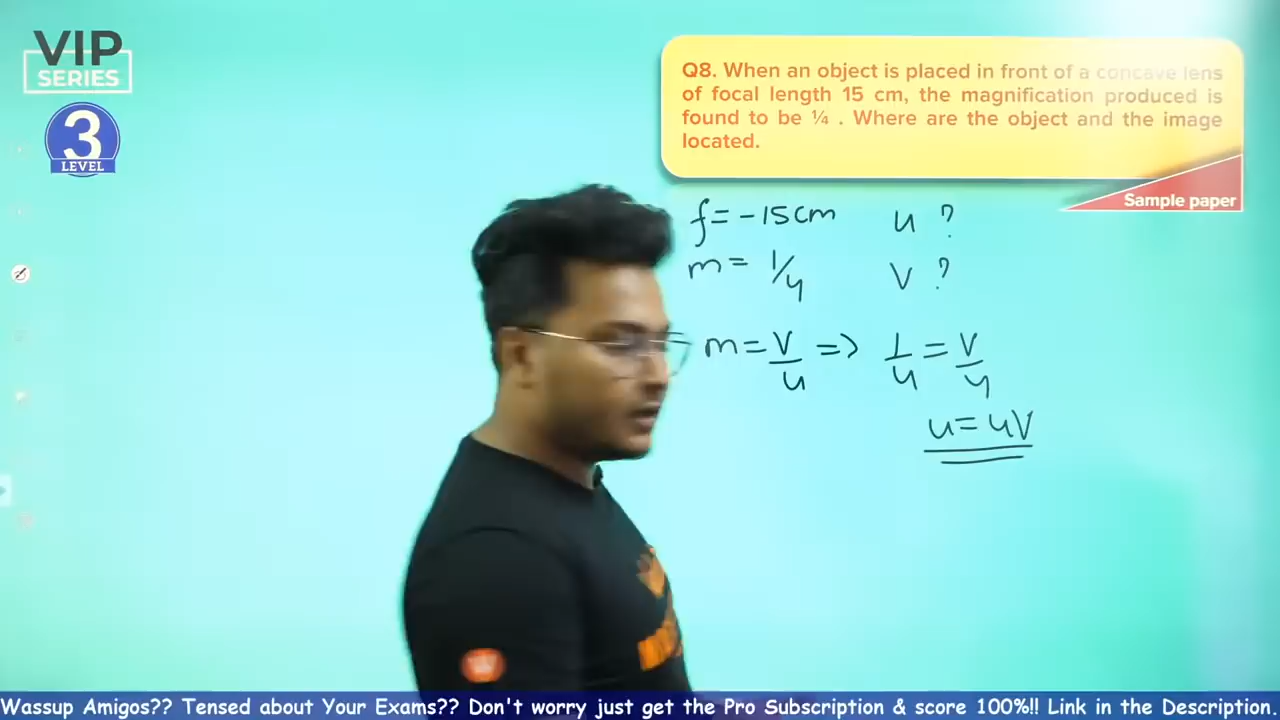 VIP
SERIES
3
LEVEL
Q8. When an object is placed in front of a concave lens
of focal length 15 cm, the magnification produced is
found to be ¼ . Where are the object and the image
located.
Sample paper
f = -15cm u ?
m = 1/4 v ?
m = v/u => 1/4 = v/u
u = 4v
Wassup Amigos?? Tensed about Your Exams?? Don't worry just get the Pro Subscription & score 100%!! Link in the Description.